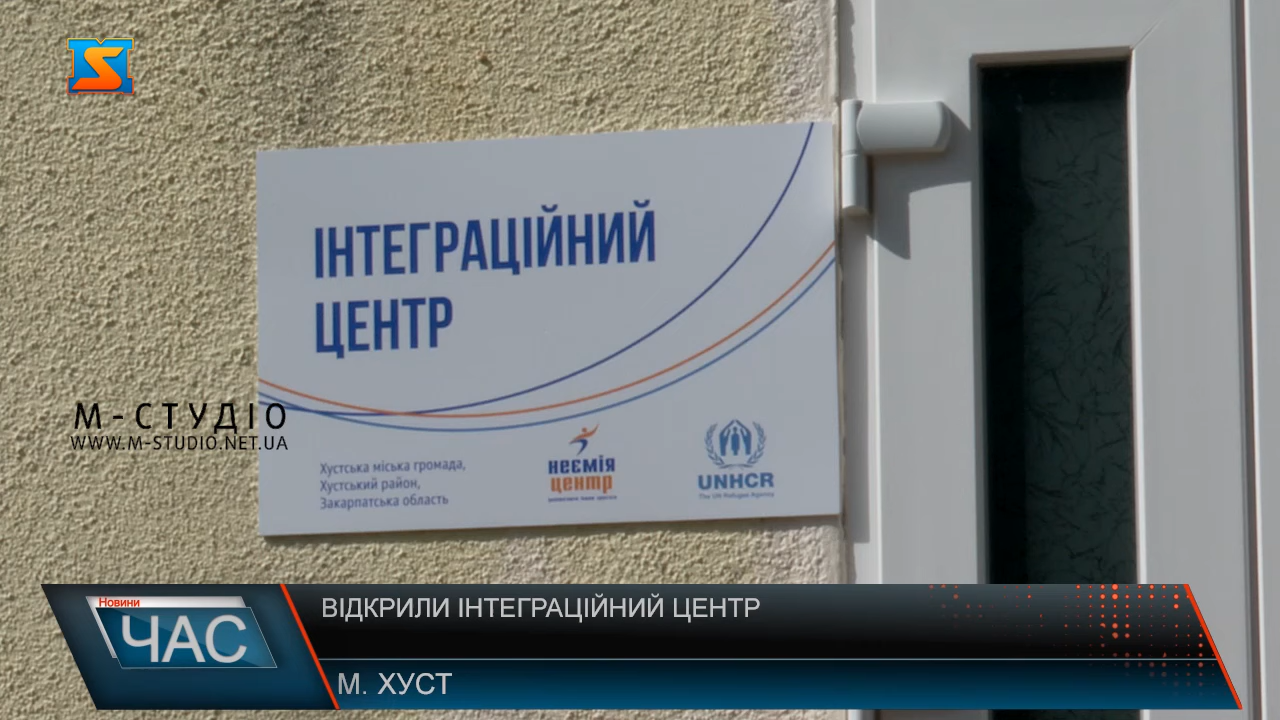 ІНТЕГРАЦІЙНИЙ
ЦЕНТР
М-СТУДІО
WWW.M-STUDIO.NET.UA
Хустська міська громада,
Хустський район,
Закарпатська область
неємія
центр
UNHCR
The UN Refugee Agency
Новини
ЧАС
ВІДКРИЛИ ІНТЕГРАЦІЙНИЙ ЦЕНТР
М. ХУСТ